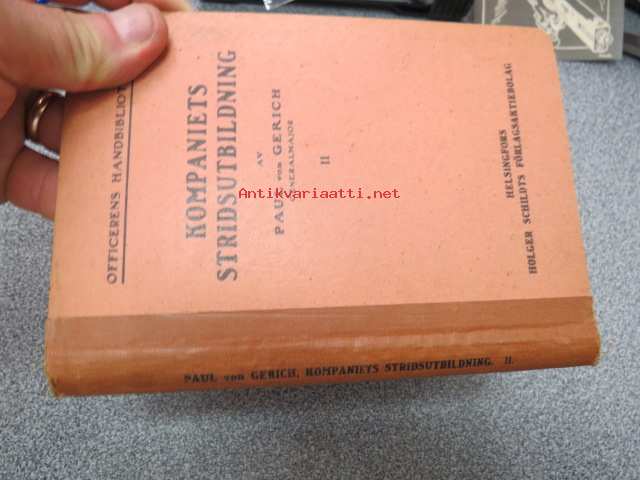 OFFICERENS HANDBIBLIOT
KOMPANIETS
STRIDSUTBILDNING
AV
PAUL von GERICH
GENERALMAJOR
II
HELSINGFORS
HOLGER SCHILDTS FÖRLAGSAKTIEBOLAG
PAUL von GERICH, KOMPANIETS STRIDSUTBILDNING. II.
Antikvariaatti.net